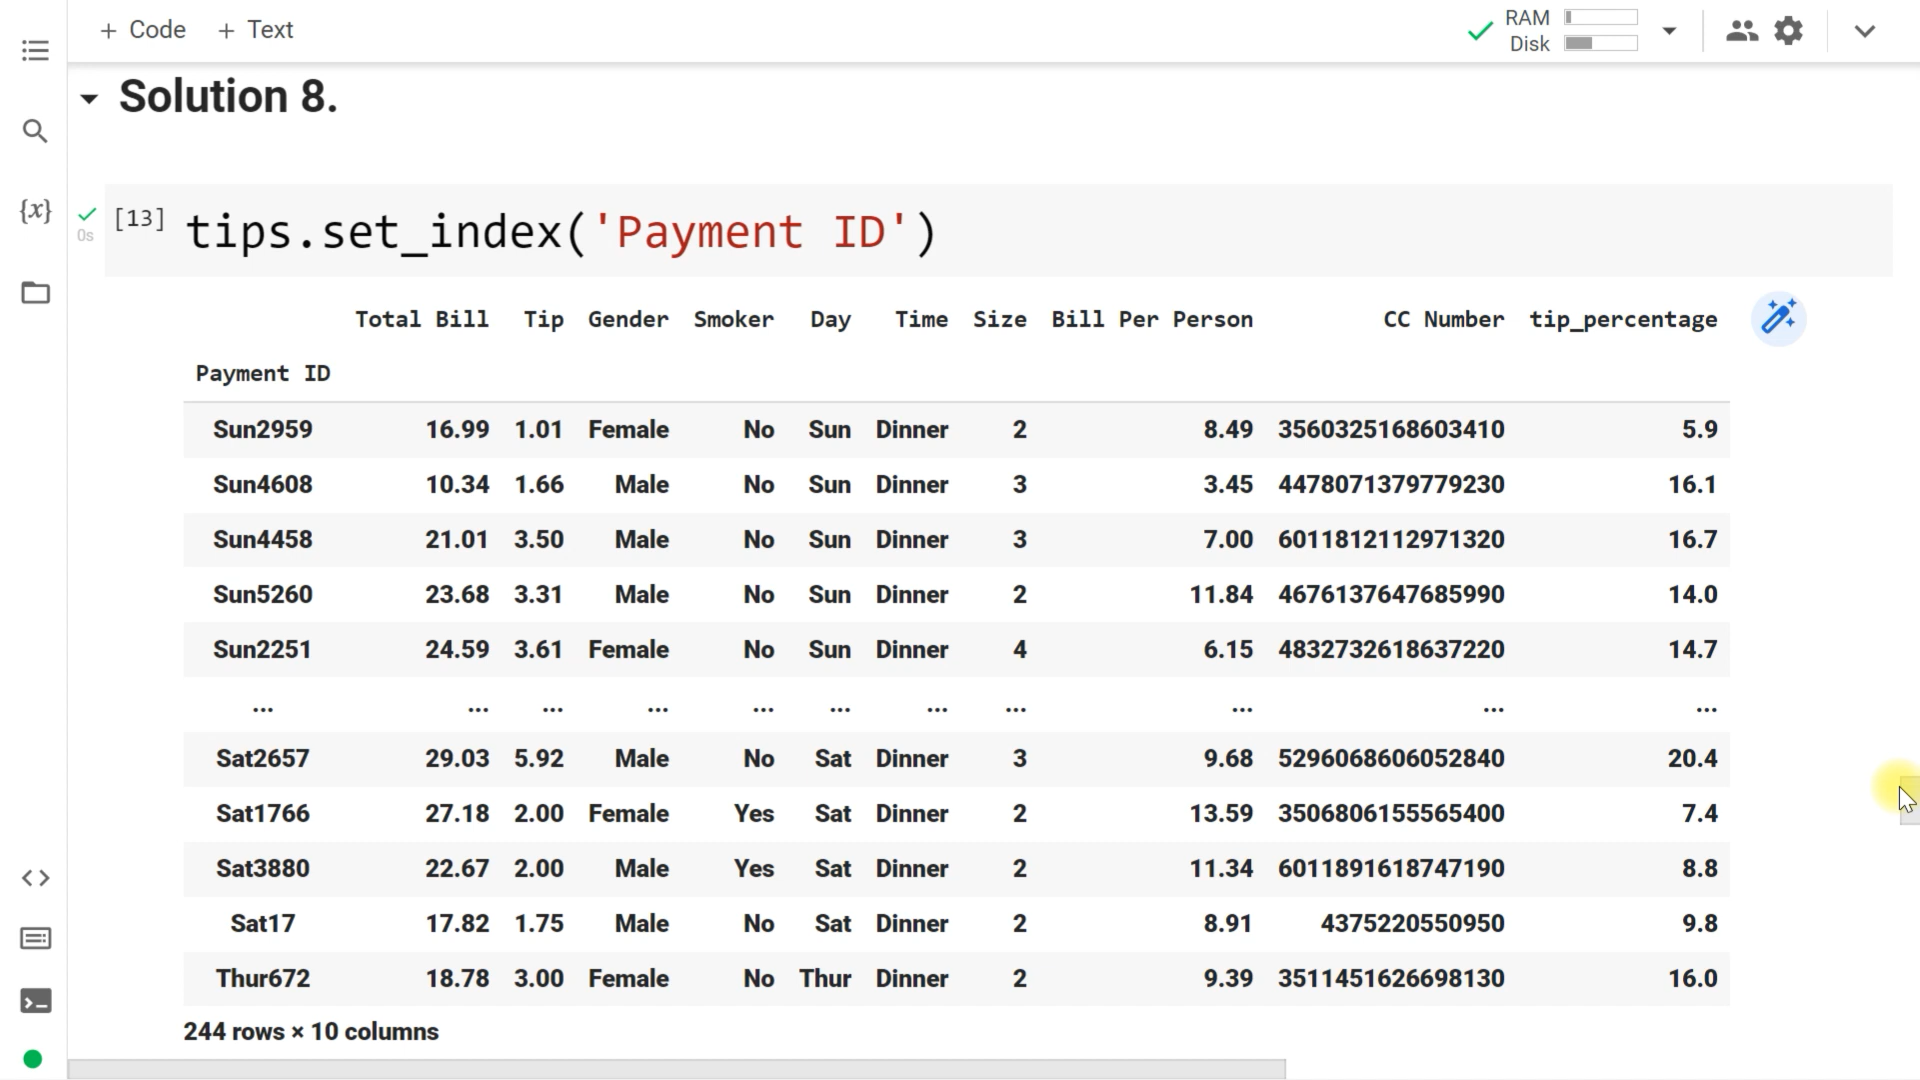 + Code + Text
RAM
Disk
Solution 8.
{x}
[13] tips.set_index('Payment ID')
0s
Total Bill Tip Gender Smoker Day Time Size Bill Per Person CC Number tip_percentage
Payment ID
Sun2959 16.99 1.01 Female No Sun Dinner 2 8.49 3560325168603410 5.9
Sun4608 10.34 1.66 Male No Sun Dinner 3 3.45 4478071379779230 16.1
Sun4458 21.01 3.50 Male No Sun Dinner 3 7.00 6011812112971320 16.7
Sun5260 23.68 3.31 Male No Sun Dinner 2 11.84 4676137647685990 14.0
Sun2251 24.59 3.61 Female No Sun Dinner 4 6.15 4832732618637220 14.7
... ... ... ... ... ... ... ... ... ... ...
Sat2657 29.03 5.92 Male No Sat Dinner 3 9.68 5296068606052840 20.4
Sat1766 27.18 2.00 Female Yes Sat Dinner 2 13.59 3506806155565400 7.4
Sat3880 22.67 2.00 Male Yes Sat Dinner 2 11.34 6011891618747190 8.8
Sat17 17.82 1.75 Male No Sat Dinner 2 8.91 4375220550950 9.8
Thur672 18.78 3.00 Female No Thur Dinner 2 9.39 3511451626698130 16.0
244 rows × 10 columns